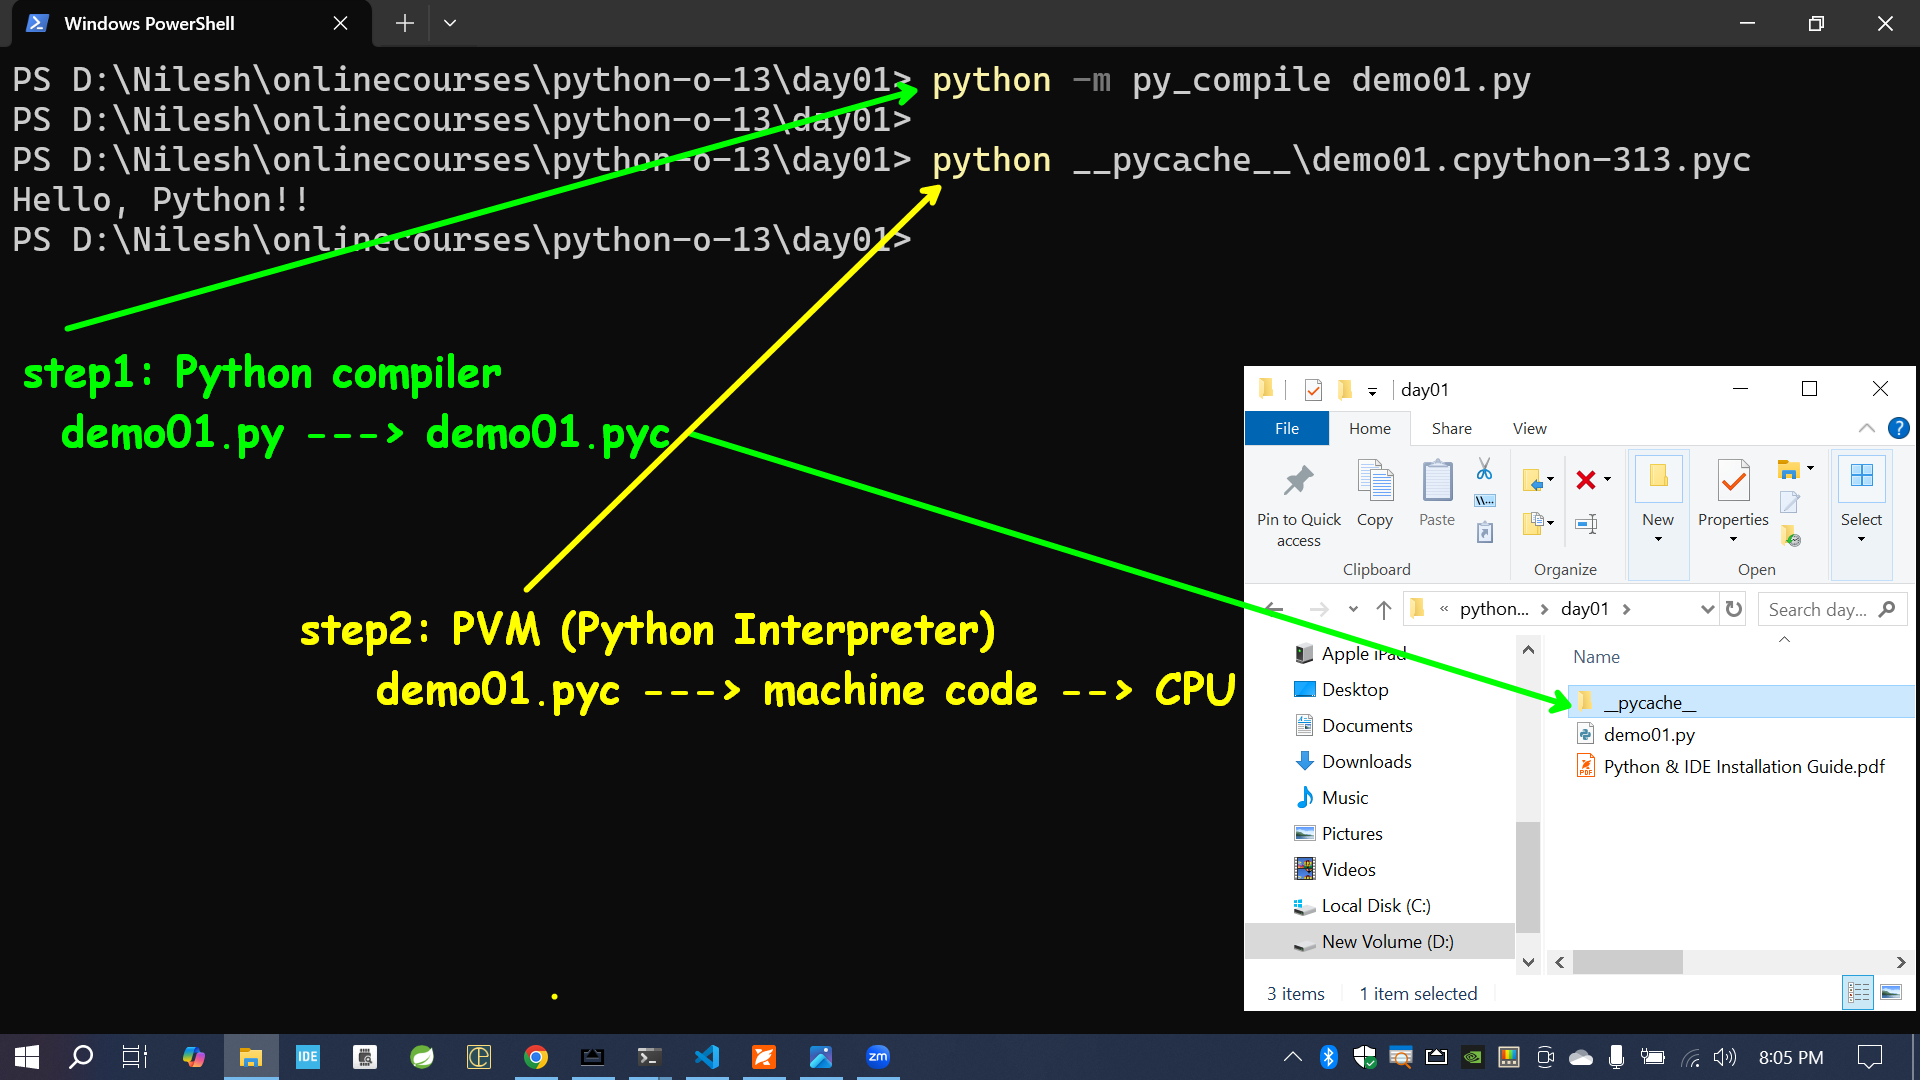 Windows PowerShell
PS D:\Nilesh\onlinecourses\python-o-13\day01> python -m py_compile demo01.py
PS D:\Nilesh\onlinecourses\python-o-13\day01>
PS D:\Nilesh\onlinecourses\python-o-13\day01> python __pycache__\demo01.cpython-313.pyc
Hello, Python!!
PS D:\Nilesh\onlinecourses\python-o-13\day01>
step1: Python compiler
demo01.py ---> demo01.pyc
step2: PVM (Python Interpreter)
demo01.pyc ---> machine code --> CPU
day01
File Home Share View
Pin to Quick access
Copy
Paste
New
Properties
Select
Clipboard
Organize
Open
« python... > day01 >
Search day...
Apple iPad
Desktop
Documents
Downloads
Music
Pictures
Videos
Local Disk (C:)
New Volume (D:)
Name
__pycache__
demo01.py
Python & IDE Installation Guide.pdf
3 items 1 item selected
IDE
zm
8:05 PM